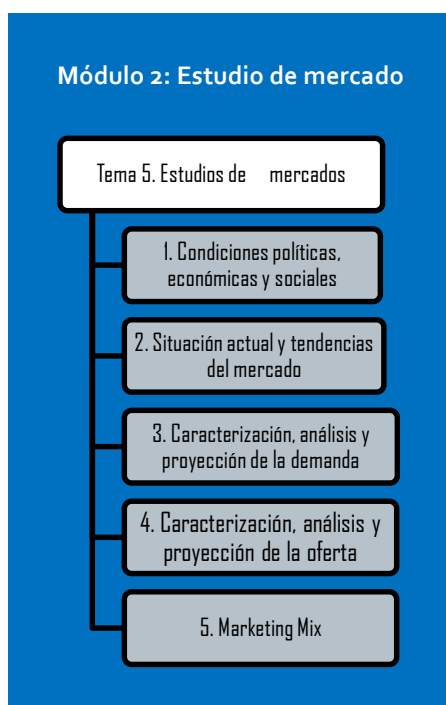 Módulo 2: Estudio de mercado
Tema 5. Estudios de mercados
1. Condiciones políticas,
económicas y sociales
2. Situación actual y tendencias
del mercado
3. Caracterización, análisis y
proyección de la demanda
4. Caracterización, análisis y
proyección de la oferta
5. Marketing Mix